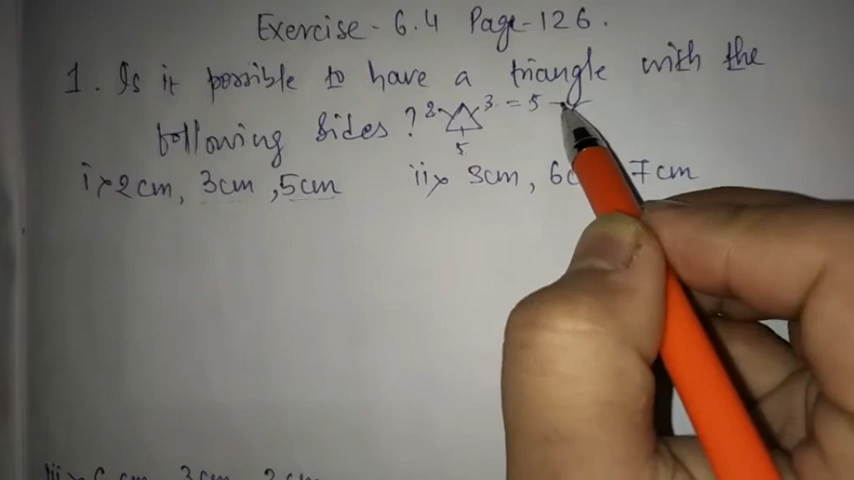 Exercise - 6.4 Page - 126.
1. Is it possible to have a triangle with the
following sides ? 2 3 = 5
5
i> 2cm, 3cm, 5cm ii> 3cm, 7cm